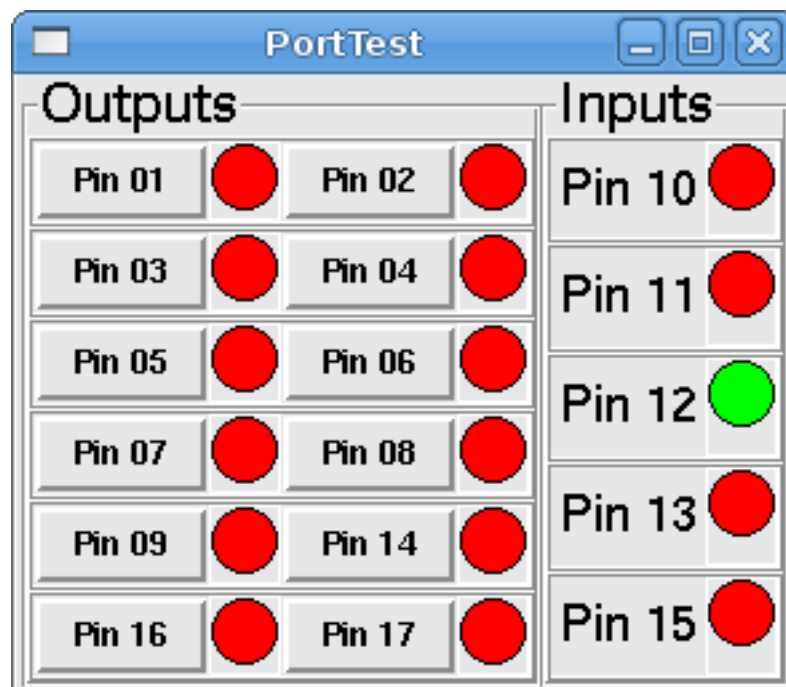 PortTest
Outputs
Inputs
Pin 01
Pin 02
Pin 03
Pin 04
Pin 05
Pin 06
Pin 07
Pin 08
Pin 09
Pin 14
Pin 16
Pin 17
Pin 10
Pin 11
Pin 12
Pin 13
Pin 15